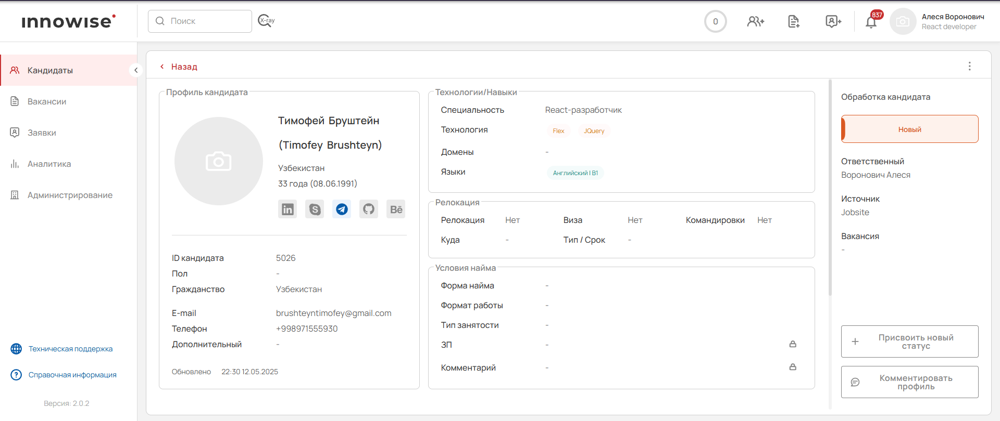 innowise
Поиск
X-ray
0
837
Алеся Воронович
React developer
Кандидаты
Вакансии
Заявки
Аналитика
Администрирование
Техническая поддержка
Справочная информация
Версия: 2.0.2
Назад
Профиль кандидата
Тимофей Бруштейн
(Timofey Brushteyn)
Узбекистан
33 года (08.06.1991)
in
S
Bē
ID кандидата 5026
Пол -
Гражданство Узбекистан
E-mail brushteyntimofey@gmail.com
Телефон +998971555930
Дополнительный -
Обновлено 22:30 12.05.2025
Технологии/Навыки
Специальность React-разработчик
Технология Flex JQuery
Домены -
Языки Английский | B1
Релокация
Релокация Нет Виза Нет Командировки Нет
Куда - Тип / Срок -
Условия найма
Форма найма -
Формат работы -
Тип занятости -
ЗП -
Комментарий -
Обработка кандидата
Новый
Ответственный
Воронович Алеся
Источник
Jobsite
Вакансия
-
Присвоить новый
статус
Комментировать
профиль